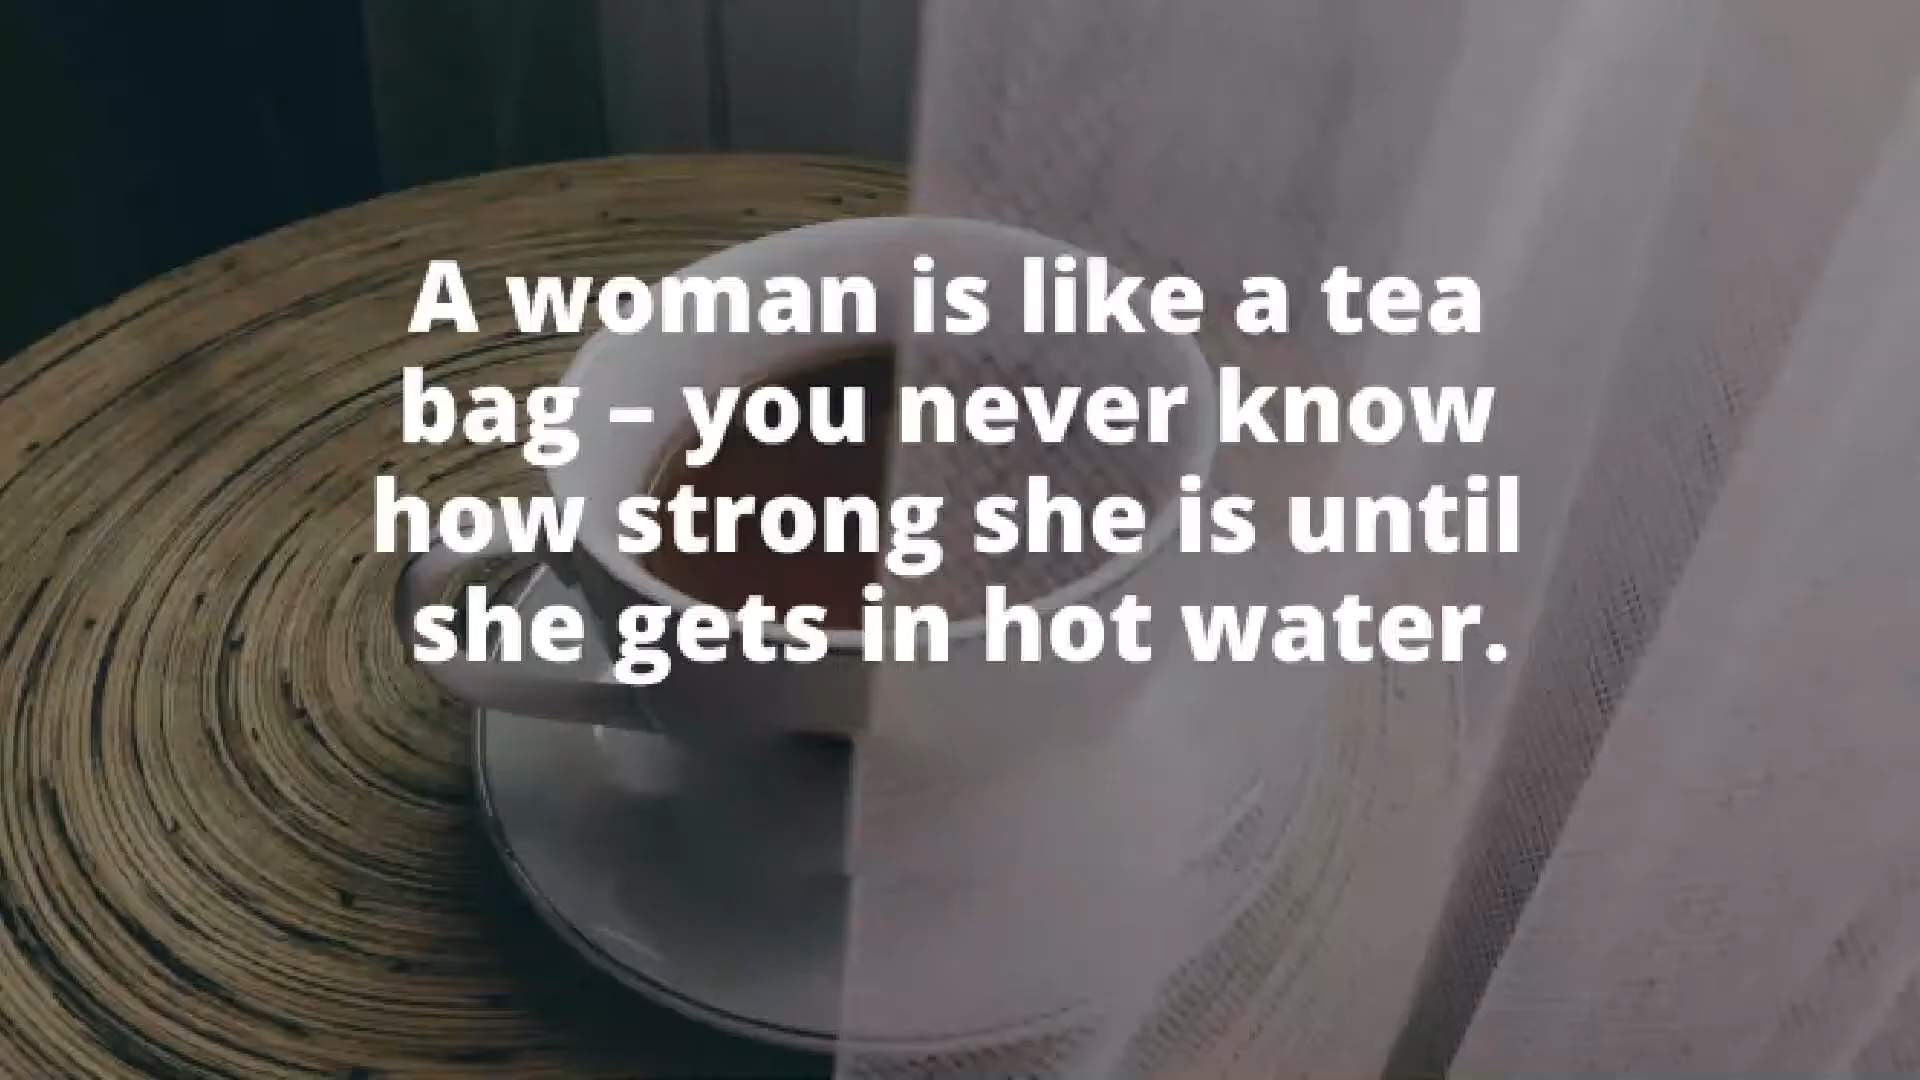 A woman is like a tea
bag – you never know
how strong she is until
she gets in hot water.